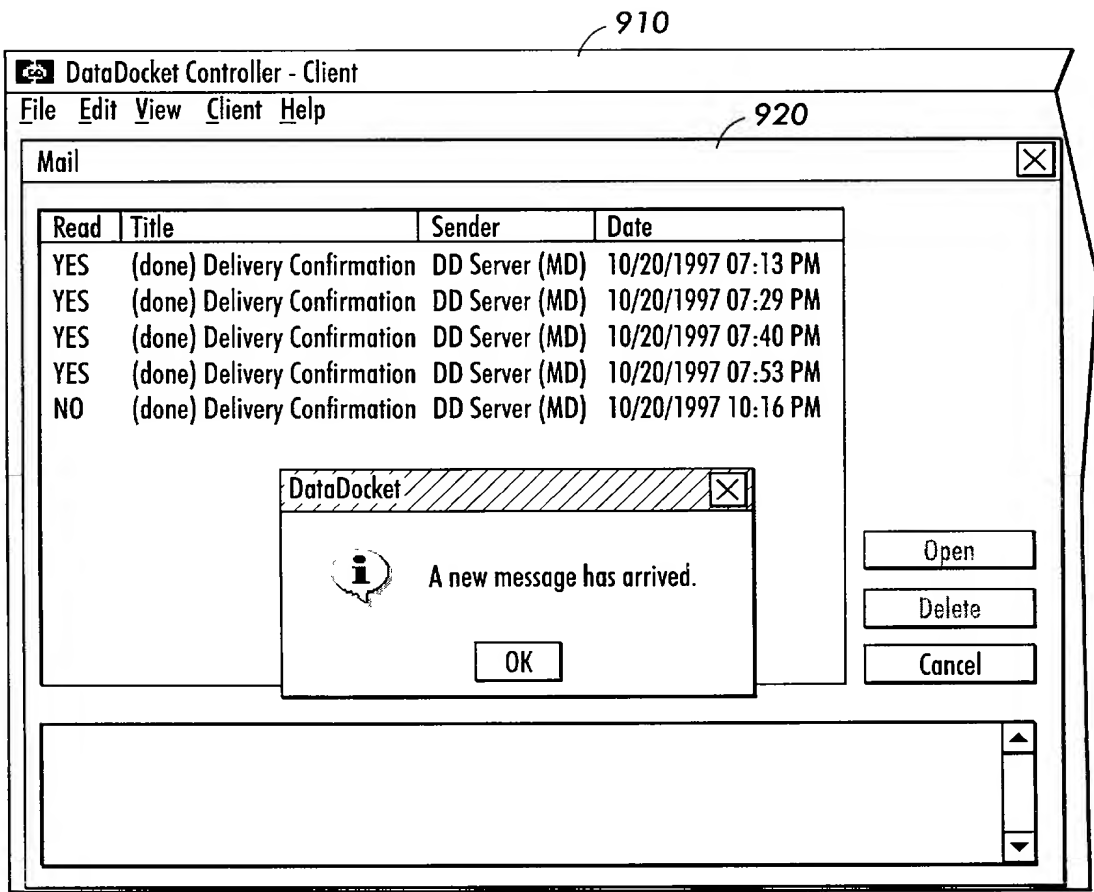 910
DataDocket Controller - Client
File Edit View Client Help
920
Mail
Read Title Sender Date
YES (done) Delivery Confirmation DD Server (MD) 10/20/1997 07:13 PM
YES (done) Delivery Confirmation DD Server (MD) 10/20/1997 07:29 PM
YES (done) Delivery Confirmation DD Server (MD) 10/20/1997 07:40 PM
YES (done) Delivery Confirmation DD Server (MD) 10/20/1997 07:53 PM
NO (done) Delivery Confirmation DD Server (MD) 10/20/1997 10:16 PM
DataDocket
i A new message has arrived.
OK
Open
Delete
Cancel